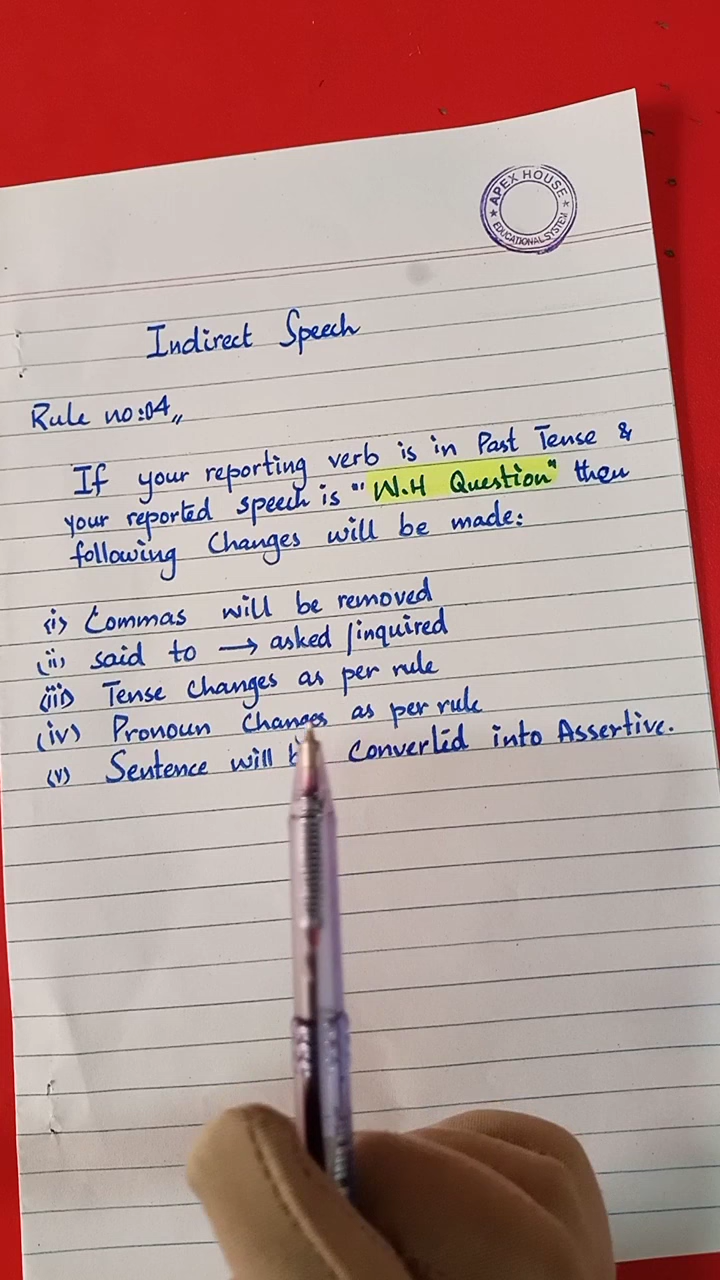 APEX HOUSE
EDUCATIONAL SYSTEM
Indirect Speech
Rule no:04,,
If your reporting verb is in Past Tense &
your reported speech is "W.H Question" then
following Changes will be made:
(i) Commas will be removed
(ii) said to → asked /inquired
(iii) Tense Changes as per rule
(iv) Pronoun Changes as per rule
(v) Sentence will Converted into Assertive.